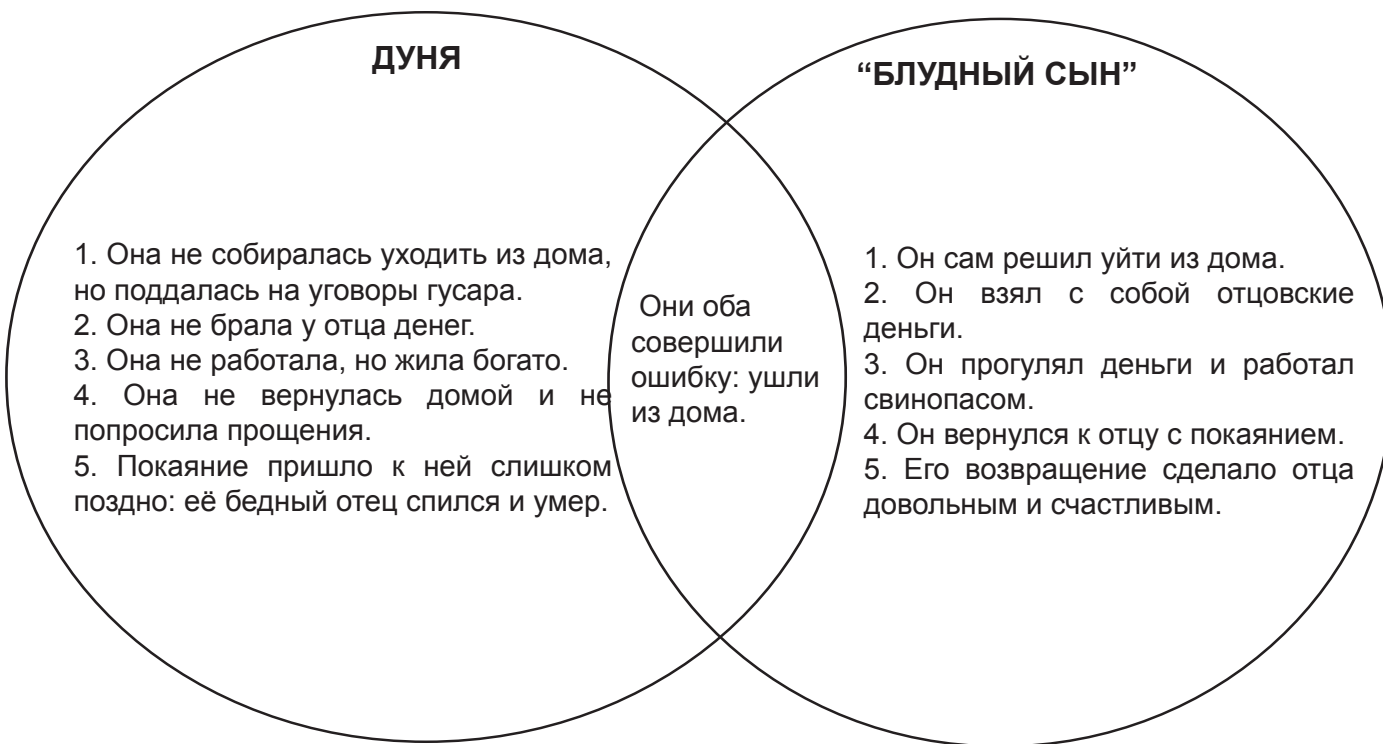 ДУНЯ
1. Она не собиралась уходить из дома,
но поддалась на уговоры гусара.
2. Она не брала у отца денег.
3. Она не работала, но жила богато.
4. Она не вернулась домой и не
попросила прощения.
5. Покаяние пришло к ней слишком
поздно: её бедный отец спился и умер.
Они оба
совершили
ошибку: ушли
из дома.
“БЛУДНЫЙ СЫН”
1. Он сам решил уйти из дома.
2. Он взял с собой отцовские
деньги.
3. Он прогулял деньги и работал
свинопасом.
4. Он вернулся к отцу с покаянием.
5. Его возвращение сделало отца
довольным и счастливым.